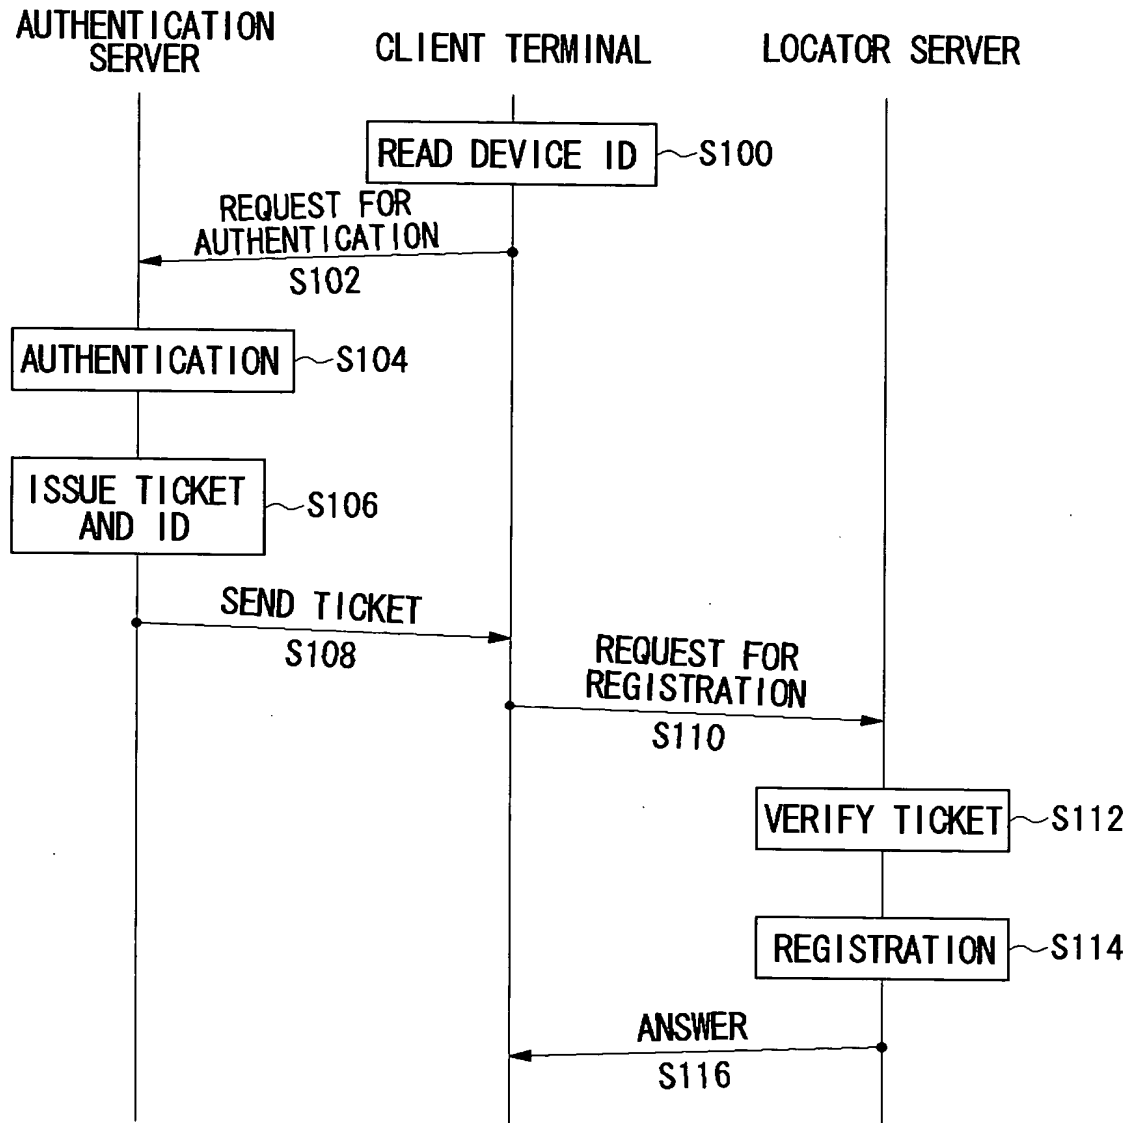 AUTHENTICATION
SERVER
CLIENT TERMINAL
LOCATOR SERVER
READ DEVICE ID
S100
REQUEST FOR
AUTHENTICATION
S102
AUTHENTICATION
S104
ISSUE TICKET
AND ID
S106
SEND TICKET
S108
REQUEST FOR
REGISTRATION
S110
VERIFY TICKET
S112
REGISTRATION
S114
ANSWER
S116